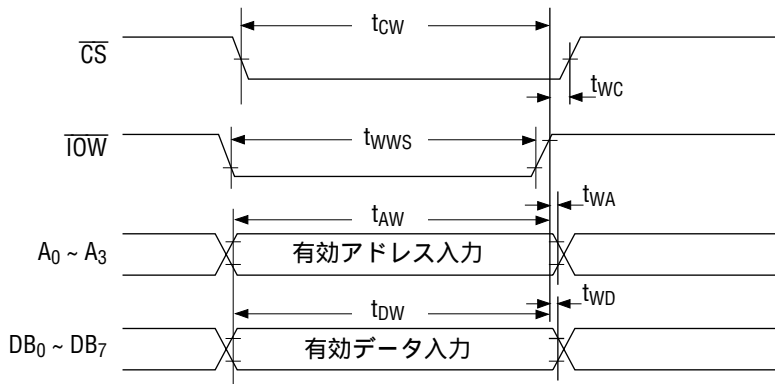 tCW
CS
tWC
IOW
tWWS
tWA
tAW
A0 ~ A3
有効アドレス入力
tWD
tDW
DB0 ~ DB7
有効データ入力